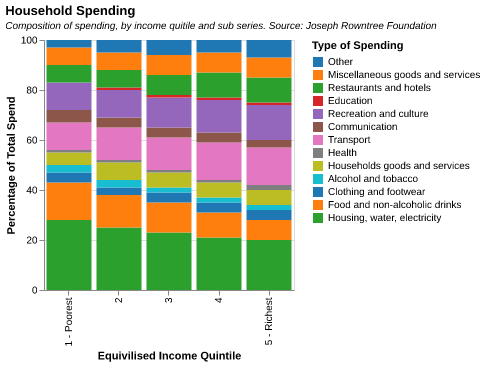 Household Spending
Composition of spending, by income quitile and sub series. Source: Joseph Rowntree Foundation
Percentage of Total Spend
100
80
60
40
20
0
1 - Poorest
2
3
4
5 - Richest
Equivilised Income Quintile
Type of Spending
Other
Miscellaneous goods and services
Restaurants and hotels
Education
Recreation and culture
Communication
Transport
Health
Households goods and services
Alcohol and tobacco
Clothing and footwear
Food and non-alcoholic drinks
Housing, water, electricity